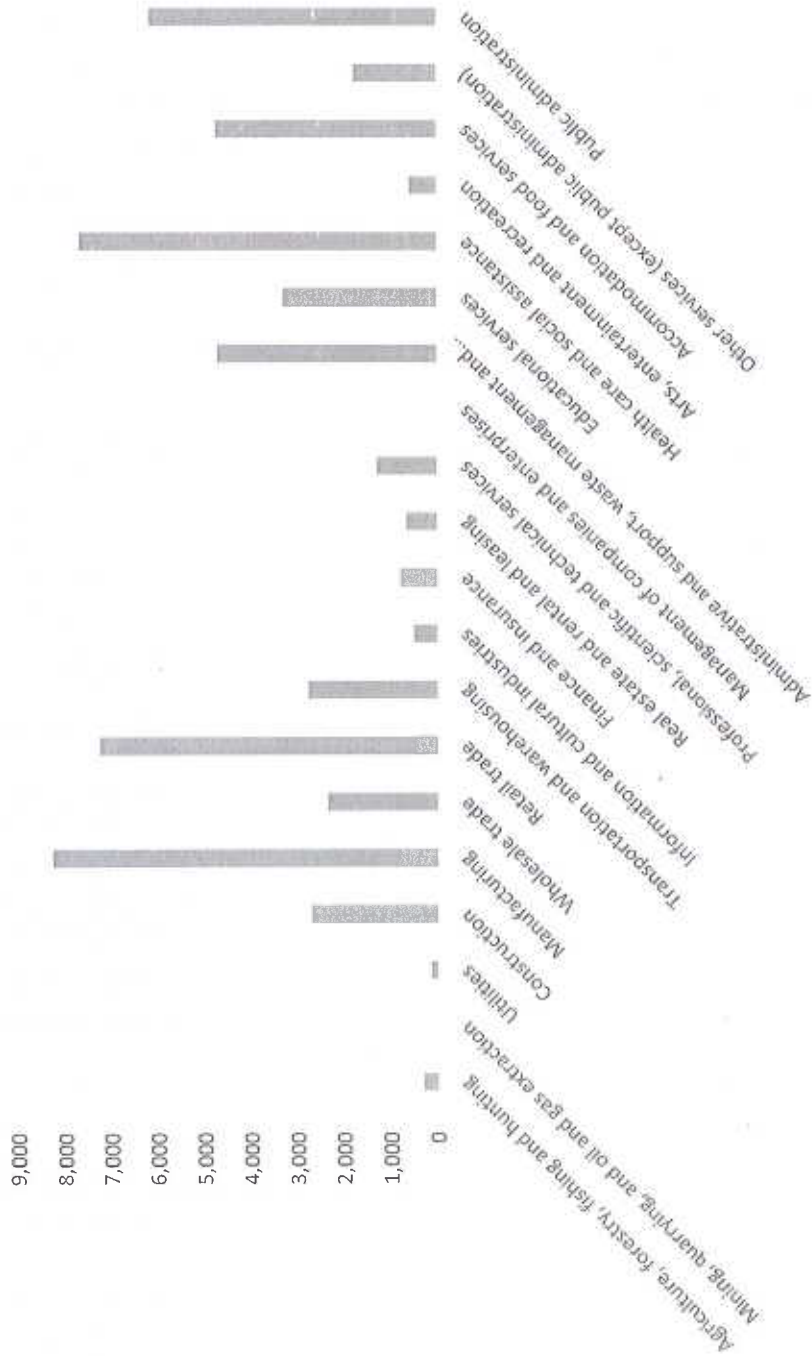 9,000
8,000
7,000
6,000
5,000
4,000
3,000
2,000
1,000
0
Agriculture, forestry, fishing and hunting
Mining, quarrying, and oil and gas extraction
Utilities
Construction
Manufacturing
Wholesale trade
Retail trade
Transportation and warehousing
Information and cultural industries
Finance and insurance
Real estate and rental and leasing
Professional, scientific and technical services
Management of companies and enterprises
Administrative and support, waste management and...
Educational services
Health care and social assistance
Arts, entertainment and recreation
Accommodation and food services
Other services (except public administration)
Public administration